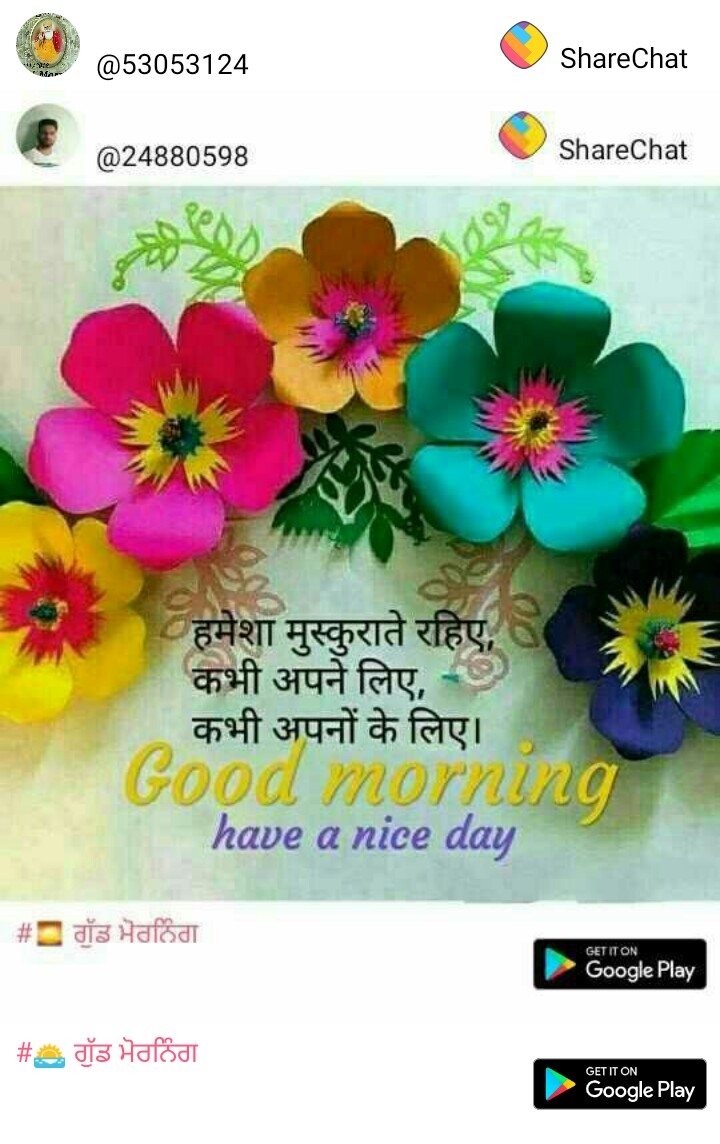 @53053124
ShareChat
@24880598
ShareChat
हमेशा मुस्कुराते रहिए,
कभी अपने लिए,
कभी अपनों के लिए।
Good morning
have a nice day
# ਗੁੱਡ ਮੋਰਨਿੰਗ
GET IT ON
Google Play
# ਗੁੱਡ ਮੋਰਨਿੰਗ
GET IT ON
Google Play